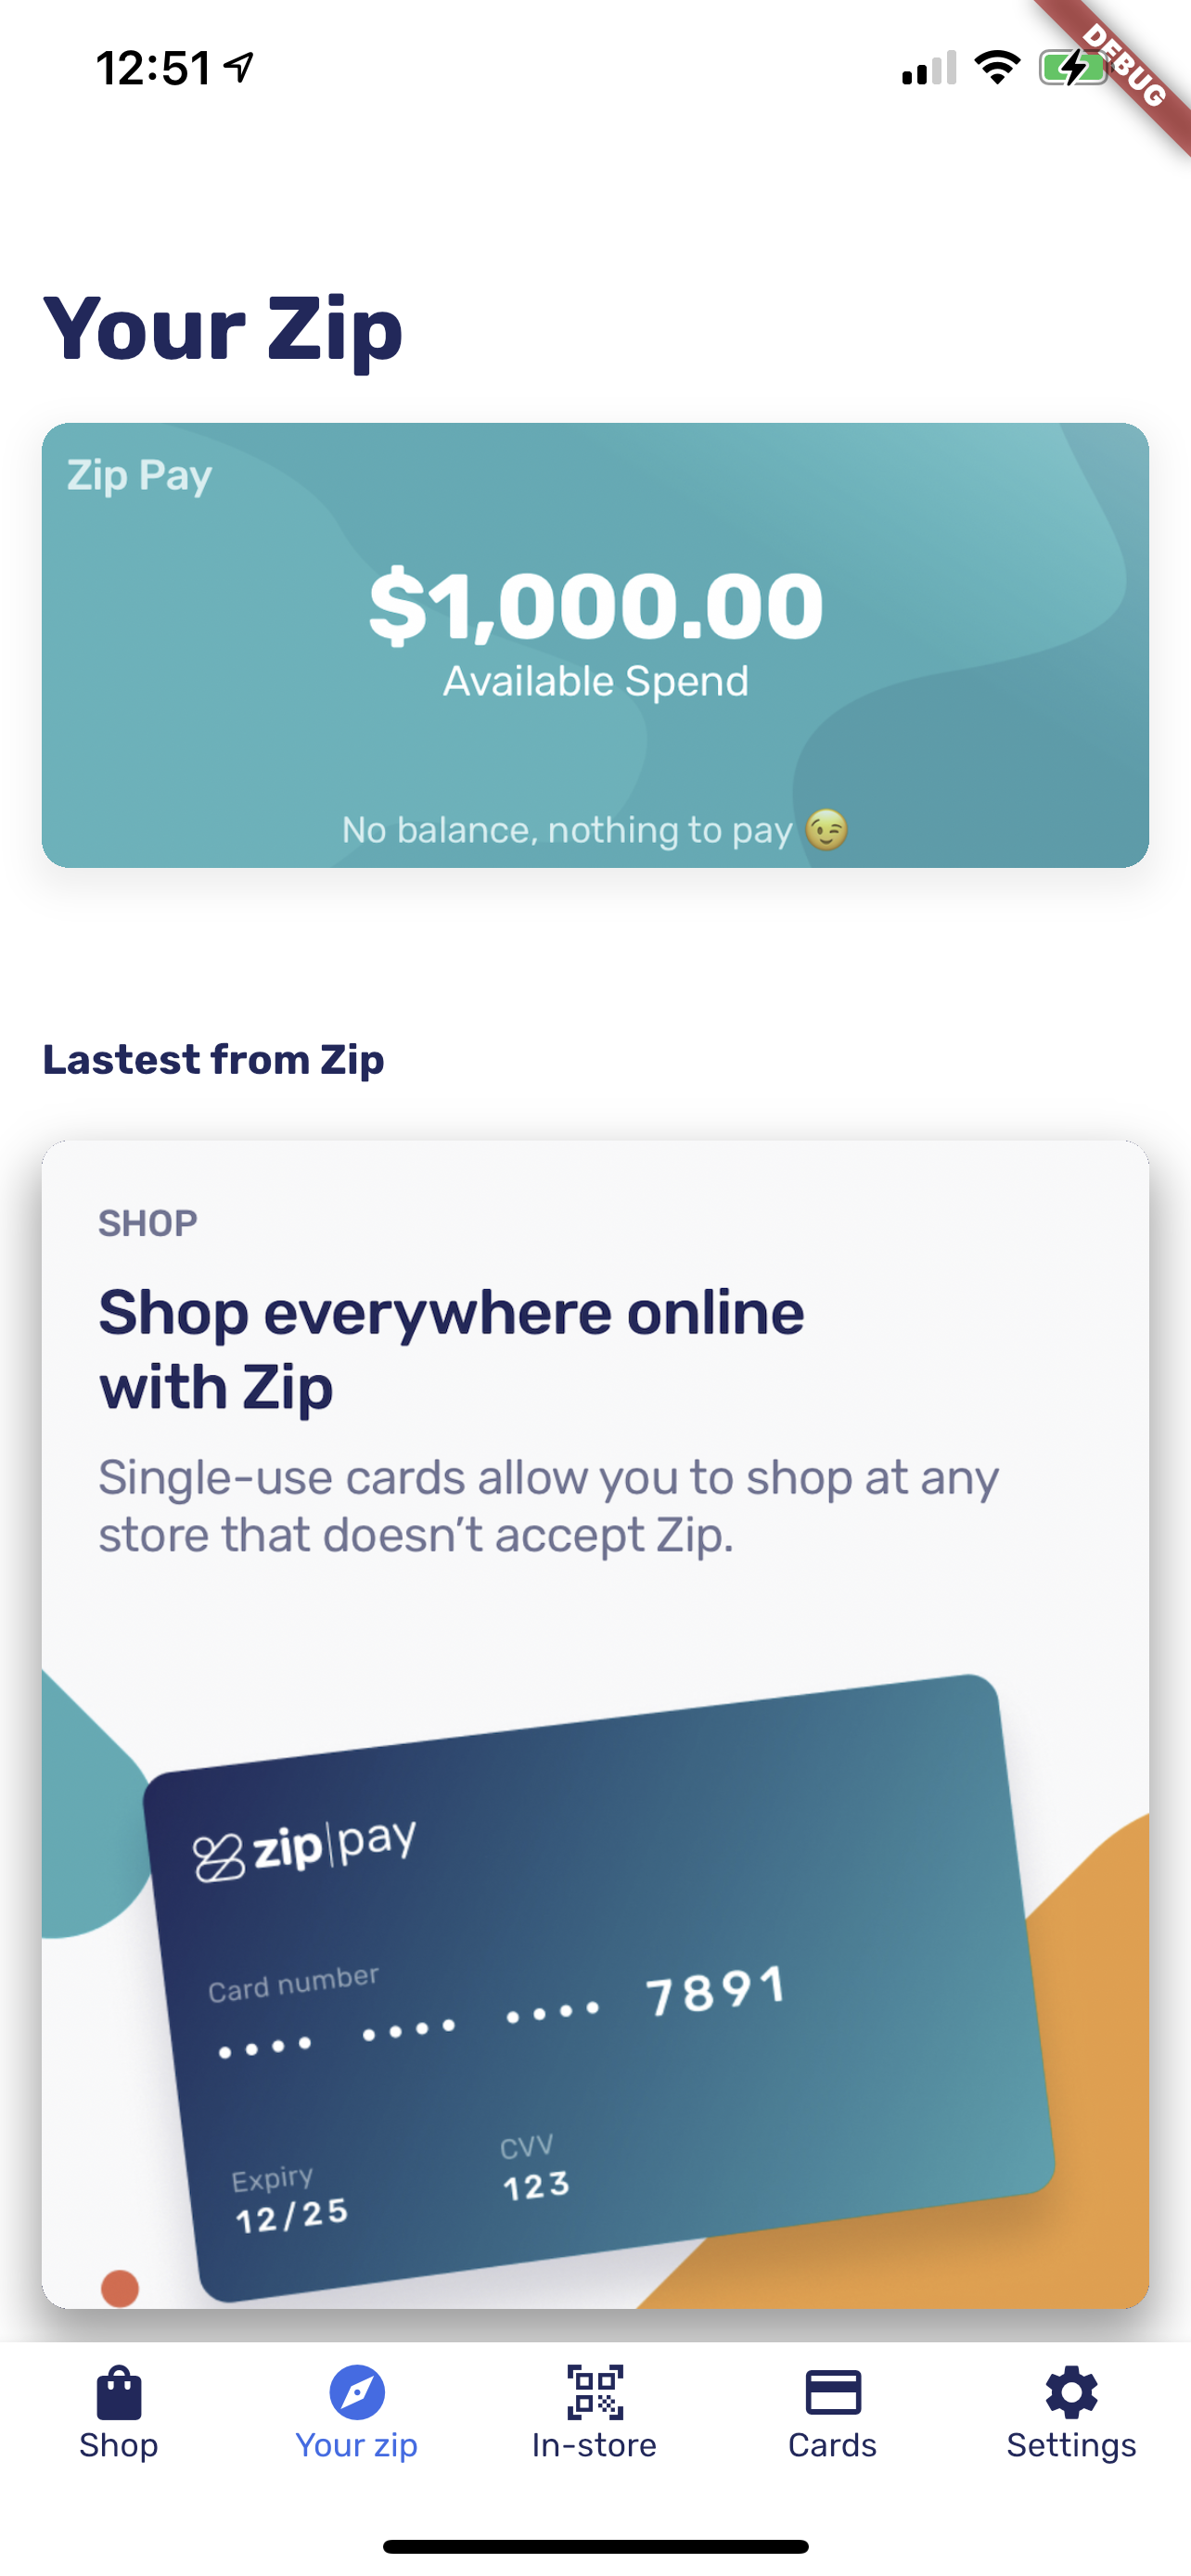 12:51
DEBUG
Your Zip
Zip Pay
$1,000.00
Available Spend
No balance, nothing to pay 😉
Lastest from Zip
SHOP
Shop everywhere online
with Zip
Single-use cards allow you to shop at any
store that doesn’t accept Zip.
zip|pay
Card number
•••• •••• •••• 7891
Expiry
12/25
CVV
123
Shop
Your zip
In-store
Cards
Settings